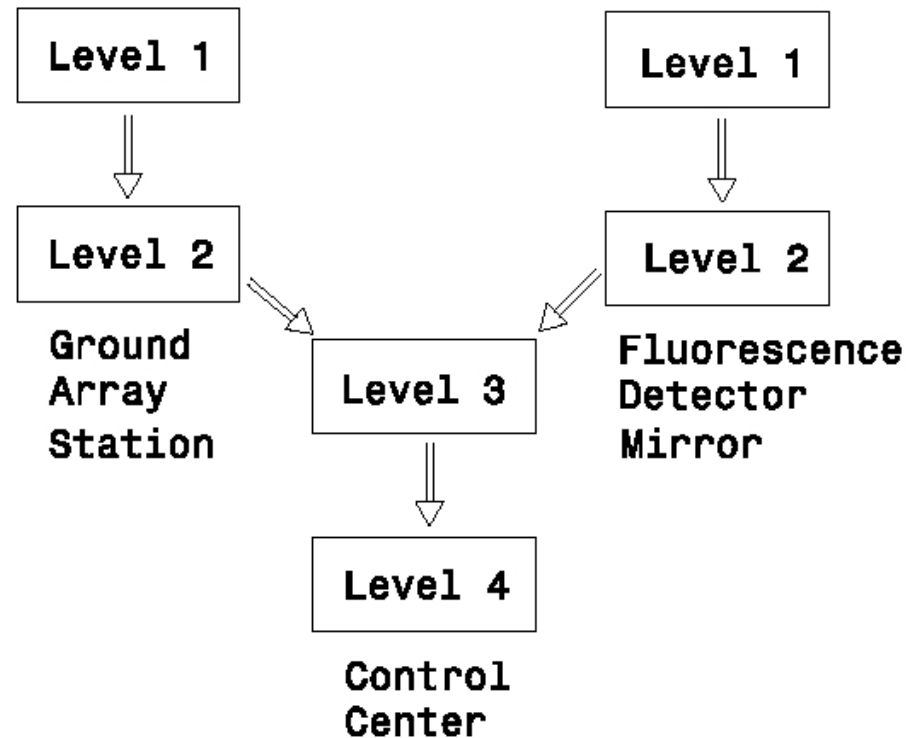 Level 1
Level 1
Level 2
Level 2
Ground
Array
Station
Fluorescence
Detector
Mirror
Level 3
Level 4
Control
Center